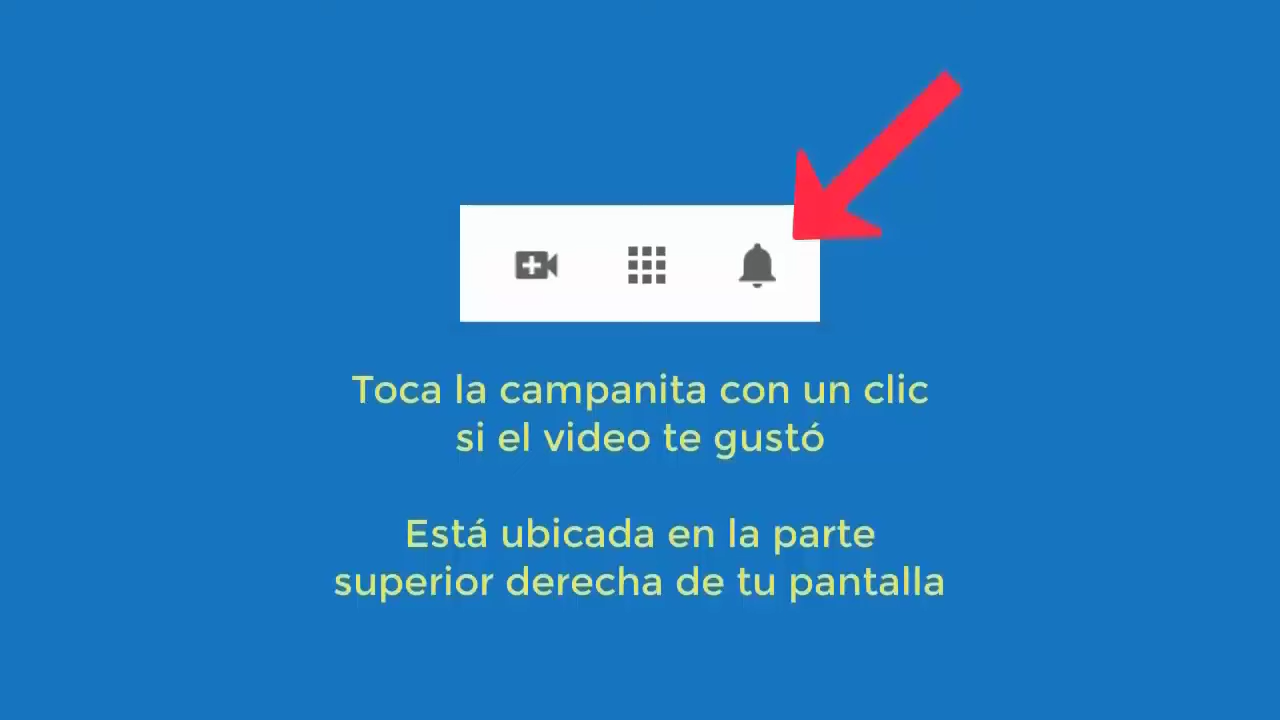 Toca la campanita con un clic
si el video te gustó
Está ubicada en la parte
superior derecha de tu pantalla